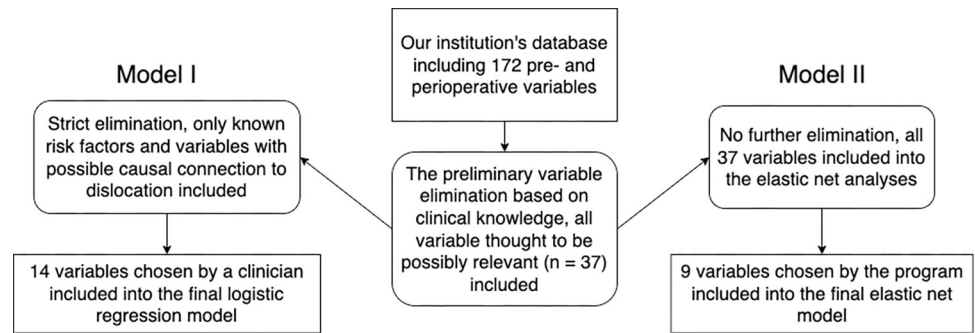 Our institution's database
including 172 pre- and
perioperative variables
Model I
Strict elimination, only known
risk factors and variables with
possible causal connection to
dislocation included
14 variables chosen by a clinician
included into the final logistic
regression model
The preliminary variable
elimination based on
clinical knowledge, all
variable thought to be
possibly relevant (n = 37)
included
Model II
No further elimination, all
37 variables included into
the elastic net analyses
9 variables chosen by the program
included into the final elastic net
model